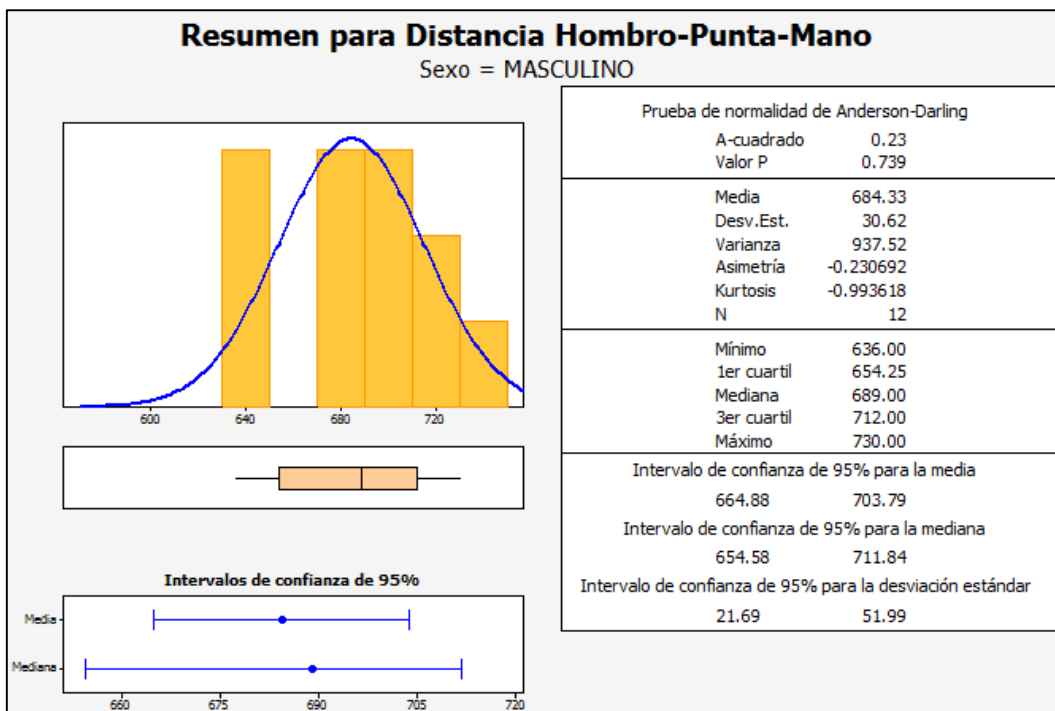 Resumen para Distancia Hombro-Punta-Mano
Sexo = MASCULINO
600 640 680 720
Intervalos de confianza de 95%
Media
Mediana
660 675 690 705 720
Prueba de normalidad de Anderson-Darling
A-cuadrado 0.23
Valor P 0.739
Media 684.33
Desv.Est. 30.62
Varianza 937.52
Asimetría -0.230692
Kurtosis -0.993618
N 12
Mínimo 636.00
1er cuartil 654.25
Mediana 689.00
3er cuartil 712.00
Máximo 730.00
Intervalo de confianza de 95% para la media
664.88 703.79
Intervalo de confianza de 95% para la mediana
654.58 711.84
Intervalo de confianza de 95% para la desviación estándar
21.69 51.99